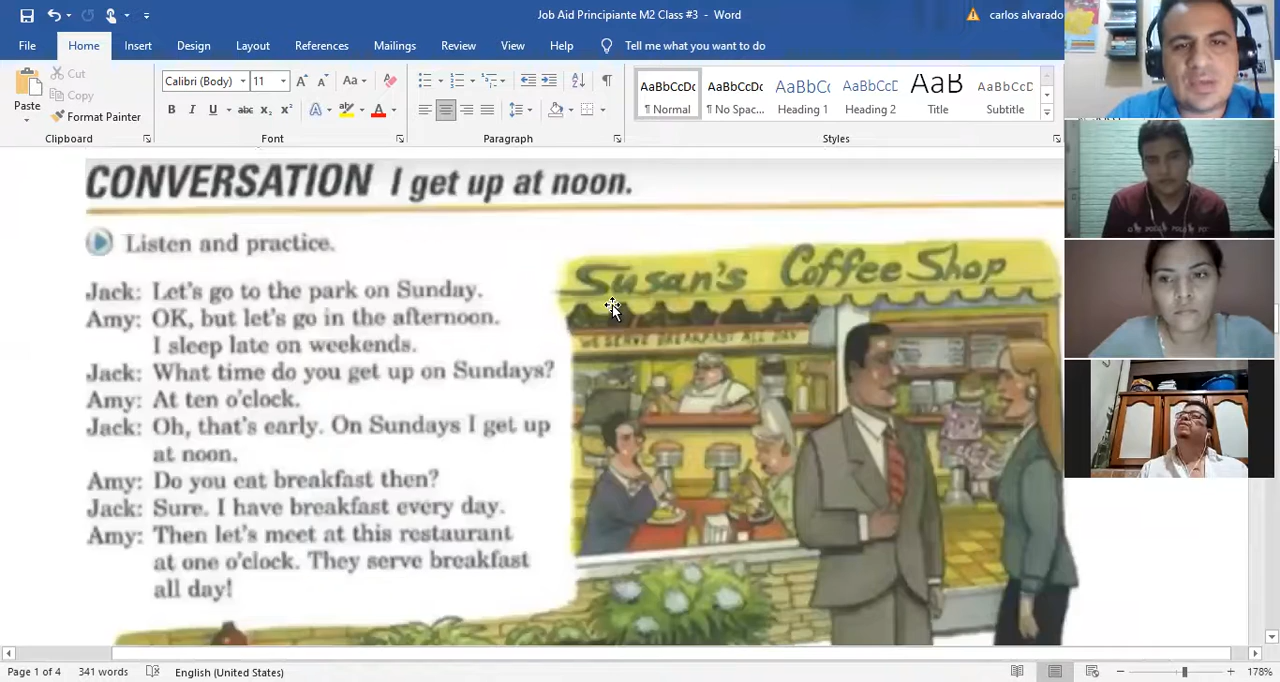 Job Aid Principiante M2 Class #3 - Word
carlos alvarado
File Home Insert Design Layout References Mailings Review View Help Tell me what you want to do
Paste
Cut
Copy
Format Painter
Clipboard
Calibri (Body) 11
Font
Paragraph
AaBbCcDc AaBbCcDc AaBbC AaBbCcD AaB AaBbCcD
¶ Normal ¶ No Spac... Heading 1 Heading 2 Title Subtitle
Styles
CONVERSATION I get up at noon.
Listen and practice.
Jack: Let's go to the park on Sunday.
Amy: OK, but let's go in the afternoon.
I sleep late on weekends.
Jack: What time do you get up on Sundays?
Amy: At ten o'clock.
Jack: Oh, that's early. On Sundays I get up
at noon.
Amy: Do you eat breakfast then?
Jack: Sure. I have breakfast every day.
Amy: Then let's meet at this restaurant
at one o'clock. They serve breakfast
all day!
Susan's Coffee Shop
WE SERVE BREAKFAST ALL DAY
Page 1 of 4 341 words English (United States) 178%